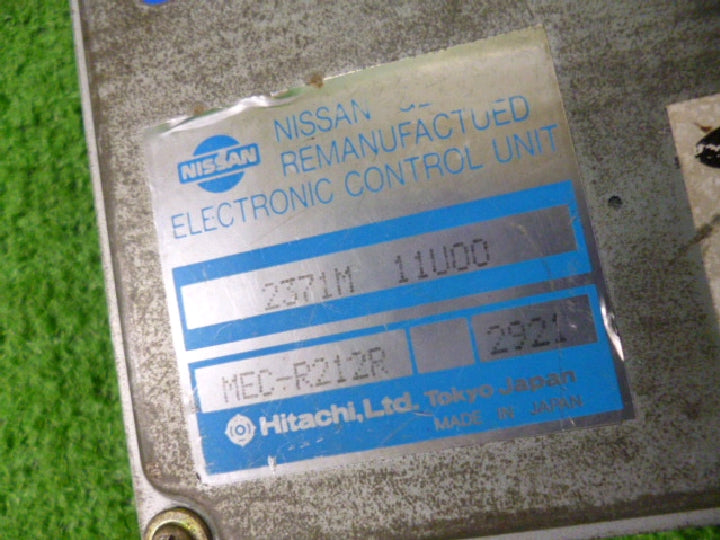 NISSAN
NISSAN
REMANUFACTUED
ELECTRONIC CONTROL UNIT
2371M 11U00
MEC-R212R 2921
Hitachi, Ltd. Tokyo Japan
MADE IN JAPAN